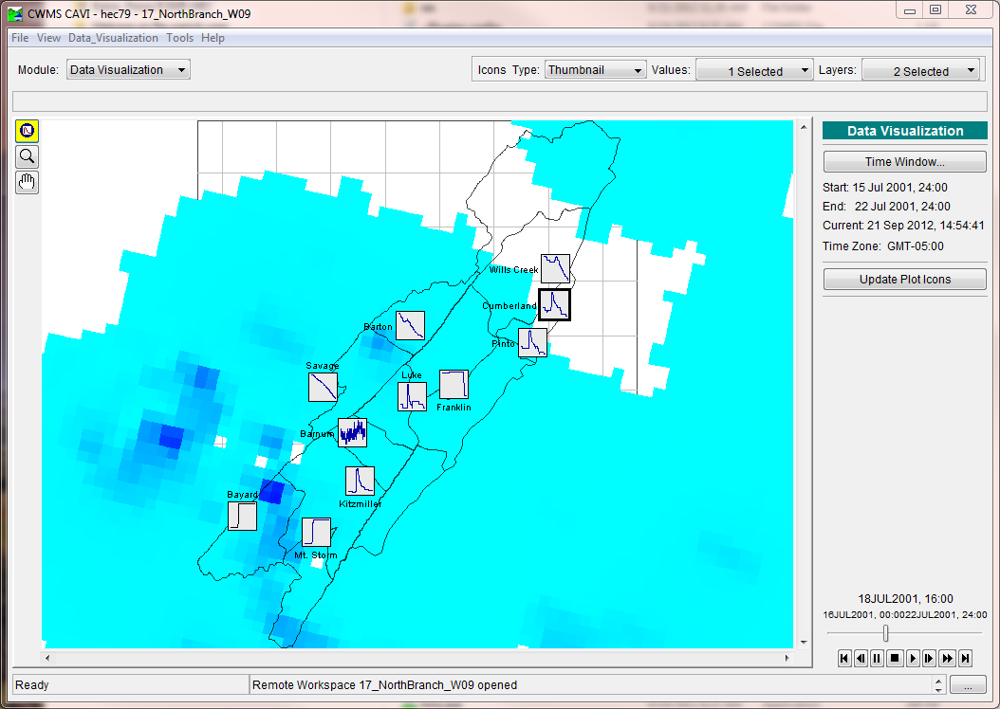 CWMS CAVI - hec79 - 17_NorthBranch_W09
File View Data_Visualization Tools Help
Module: Data Visualization
Icons Type: Thumbnail Values: 1 Selected Layers: 2 Selected
Data Visualization
Time Window...
Start: 15 Jul 2001, 24:00
End: 22 Jul 2001, 24:00
Current: 21 Sep 2012, 14:54:41
Time Zone: GMT-05:00
Update Plot Icons
Wills Creek
Cumberland
Pinto
Barton
Savage
Luke
Franklin
Barnum
Kitzmiller
Bayard
Mt. Storm
18JUL2001, 16:00
16JUL2001, 00:0022JUL2001, 24:00
Ready
Remote Workspace 17_NorthBranch_W09 opened
...